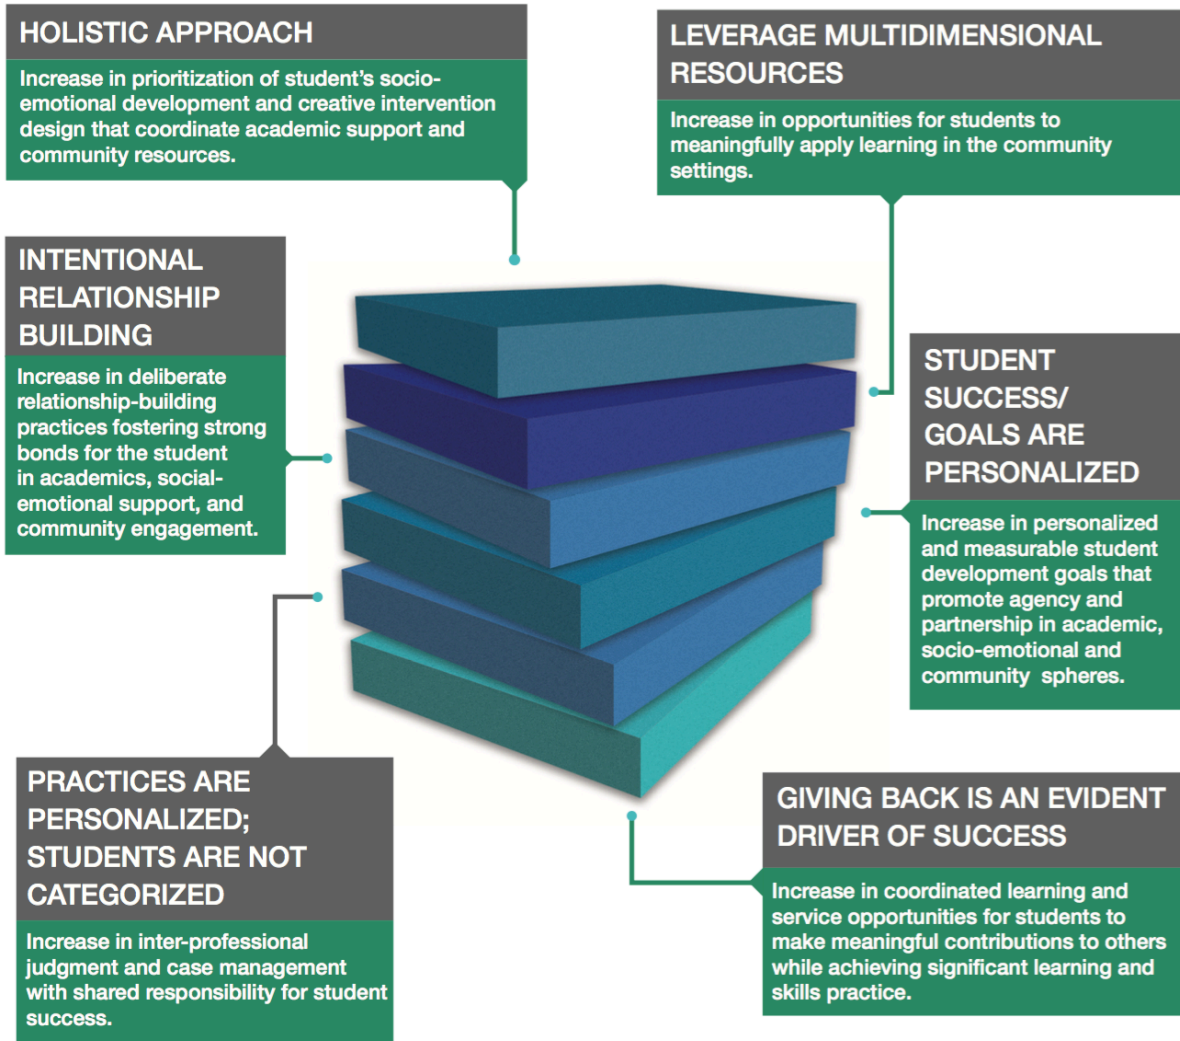 HOLISTIC APPROACH
Increase in prioritization of student's socio-
emotional development and creative intervention
design that coordinate academic support and
community resources.
LEVERAGE MULTIDIMENSIONAL
RESOURCES
Increase in opportunities for students to
meaningfully apply learning in the community
settings.
INTENTIONAL
RELATIONSHIP
BUILDING
Increase in deliberate
relationship-building
practices fostering strong
bonds for the student
in academics, social-
emotional support, and
community engagement.
STUDENT
SUCCESS/
GOALS ARE
PERSONALIZED
Increase in personalized
and measurable student
development goals that
promote agency and
partnership in academic,
socio-emotional and
community spheres.
PRACTICES ARE
PERSONALIZED;
STUDENTS ARE NOT
CATEGORIZED
Increase in inter-professional
judgment and case management
with shared responsibility for student
success.
GIVING BACK IS AN EVIDENT
DRIVER OF SUCCESS
Increase in coordinated learning and
service opportunities for students to
make meaningful contributions to others
while achieving significant learning and
skills practice.